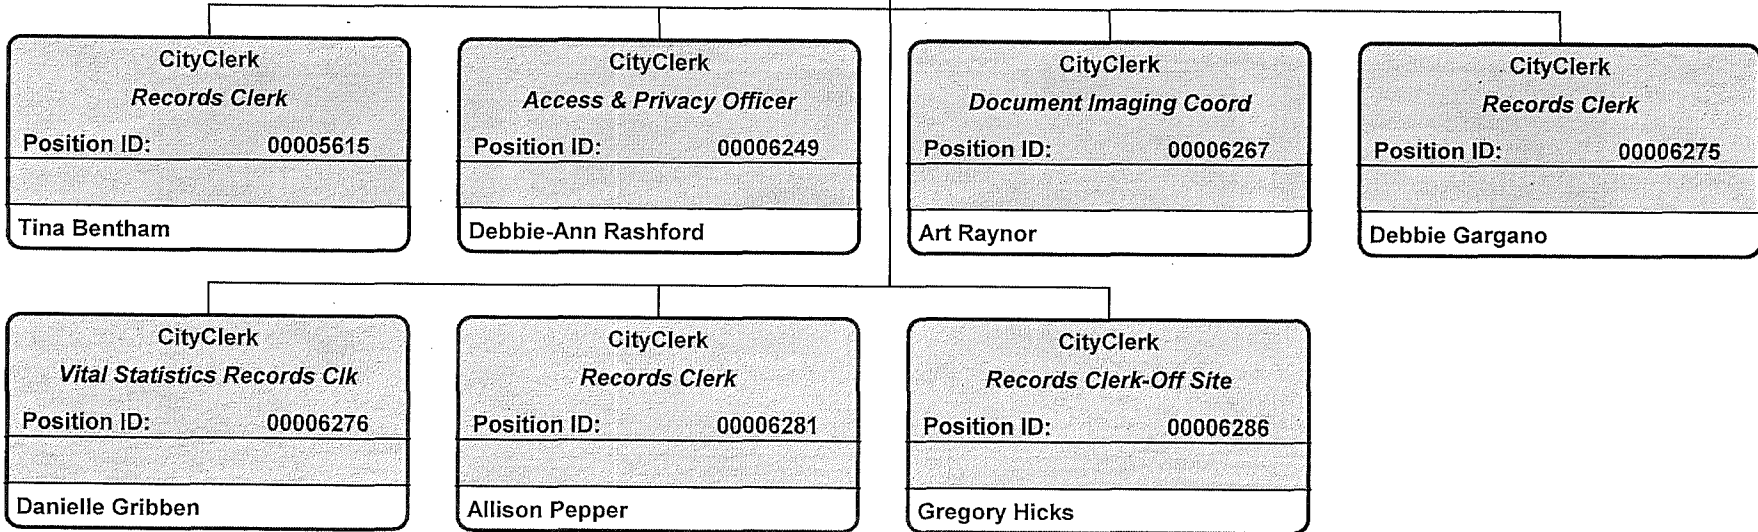 CityClerk
Records Clerk
Position ID: 00005615
Tina Bentham
CityClerk
Access & Privacy Officer
Position ID: 00006249
Debbie-Ann Rashford
CityClerk
Document Imaging Coord
Position ID: 00006267
Art Raynor
CityClerk
Records Clerk
Position ID: 00006275
Debbie Gargano
CityClerk
Vital Statistics Records Clk
Position ID: 00006276
Danielle Gribben
CityClerk
Records Clerk
Position ID: 00006281
Allison Pepper
CityClerk
Records Clerk-Off Site
Position ID: 00006286
Gregory Hicks